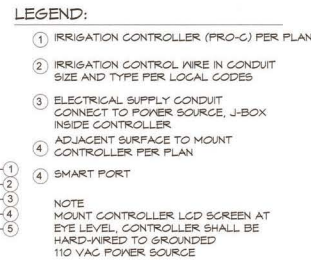 LEGEND:
1 IRRIGATION CONTROLLER (PRO-C) PER PLAN
2 IRRIGATION CONTROL WIRE IN CONDUIT
SIZE AND TYPE PER LOCAL CODES
3 ELECTRICAL SUPPLY CONDUIT
CONNECT TO POWER SOURCE, J-BOX
INSIDE CONTROLLER
ADJACENT SURFACE TO MOUNT
4 CONTROLLER PER PLAN
1
4 SMART PORT
2
3 NOTE
4 MOUNT CONTROLLER LCD SCREEN AT
5 EYE LEVEL, CONTROLLER SHALL BE
HARD-WIRED TO GROUNDED
110 VAC POWER SOURCE